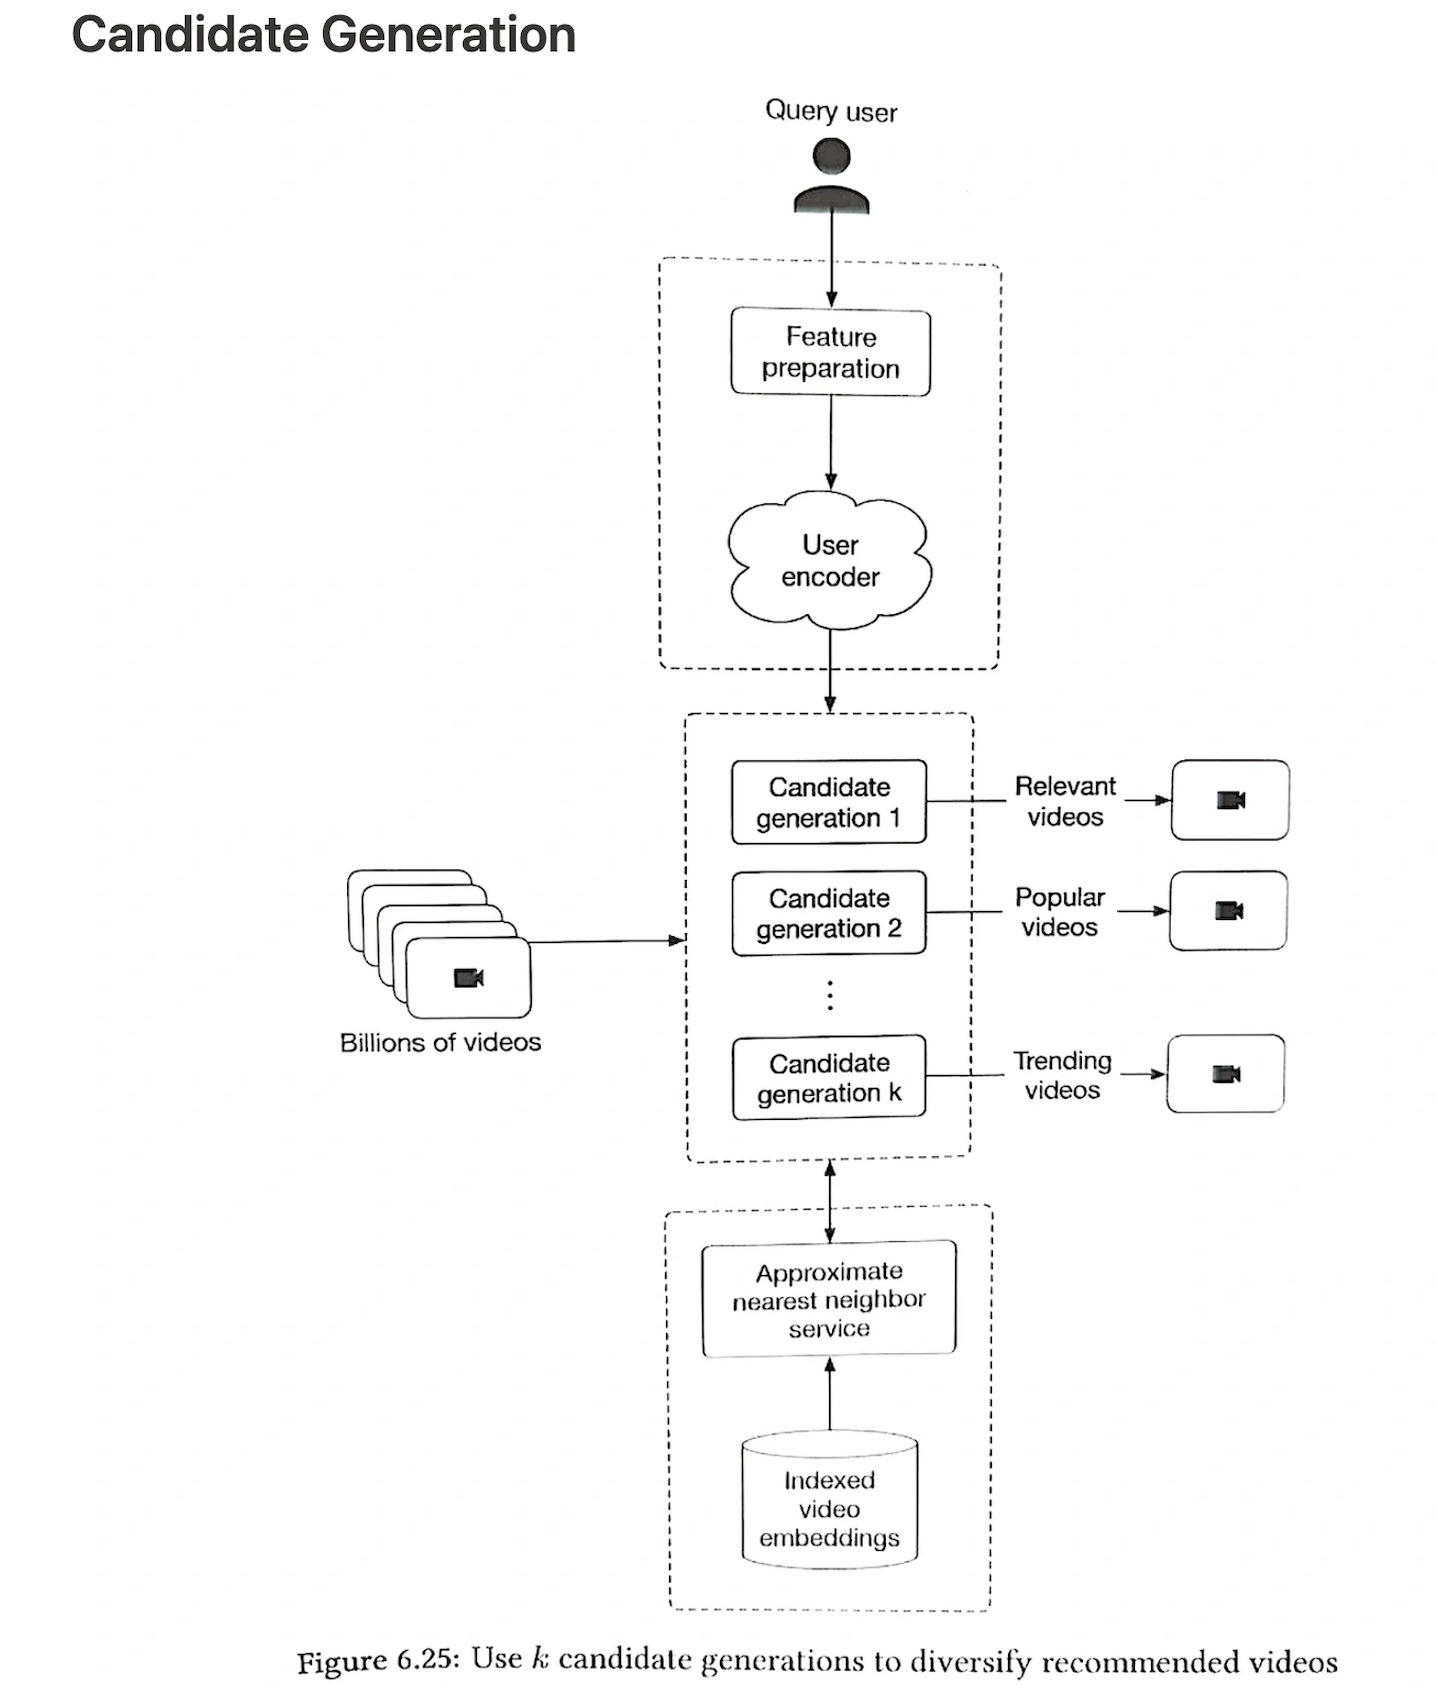 Candidate Generation
Query user
Feature
preparation
User
encoder
Candidate
generation 1
Relevant
videos
Candidate
generation 2
Popular
videos
Billions of videos
Candidate
generation k
Trending
videos
Approximate
nearest neighbor
service
Indexed
video
embeddings
Figure 6.25: Use k candidate generations to diversify recommended videos